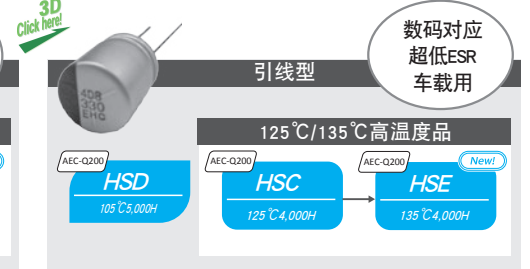 3D
Click here!
数码对应
超低ESR
车载用
引线型
408
330
EHQ
125℃/135℃高温度品
AEC-Q200
HSD
105℃5,000H
AEC-Q200
HSC
125℃4,000H
AEC-Q200
New!
HSE
135℃4,000H